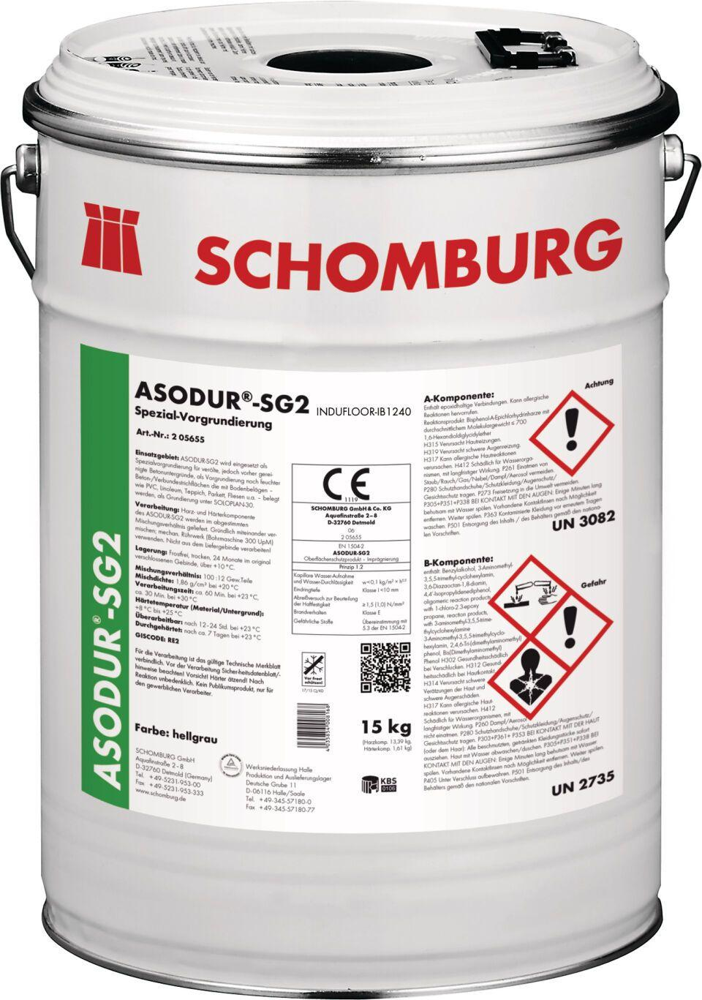 SCHOMBURG
ASODUR®-SG2 INDUFLOOR-IB1240
Spezial-Vorgrundierung
Art.-Nr.: 2 05655
Einsatzgebiet: ASODUR-SG2 wird eingesetzt als
Spezialvorgrundierung für verölte, jedoch vorher gerei-
nigte Betonuntergründe, als Vorgrundierung noch feuchter
Beton-/Verbundestrichflächen die mit Bodenbelägen –
wie PVC, Linoleum, Teppich, Parkett, Fliesen u.a. – belegt
werden, als Grundierung unter SOLOPLAN-30.
Verarbeitung: Harz- und Härterkomponente
des ASODUR-SG2 werden im abgestimmten
Mischungsverhältnis geliefert. Gründlich miteinander ver-
mischen; mechan. Rührwerk (Bohrmaschine 300 UpM)
verwenden. Nicht aus dem Liefergebinde verarbeiten!
Lagerung: Frostfrei, trocken, 24 Monate im original
verschlossenen Gebinde, über +10 °C.
Mischungsverhältnis: 100 :12 Gew.Teile
Mischdichte: 1,86 g/cm³ bei +20 °C
Verarbeitungszeit: ca. 60 Min. bei +23 °C,
ca. 30 Min. bei +30 °C
Härtetemperatur (Material/Untergrund):
+8 °C bis +25 °C
Überarbeitbar: nach 12–24 Std. bei +23 °C
Durchgehärtet: nach ca. 7 Tagen bei +23 °C
GISCODE: RE2
Für die Verarbeitung ist das gültige Technische Merkblatt
verbindlich. Vor der Verarbeitung Sicherheitsdatenblatt/-
hinweise beachten! Vorsicht! Härter ätzend! Nach
Reaktion unbedenklich. Kein Publikumsprodukt, nur für
den gewerblichen Verarbeiter.
Farbe: hellgrau
SCHOMBURG GmbH
Aquafinstraße 2–8
D-32760 Detmold (Germany)
Tel. +49-5231-953-00
Fax +49-5231-953-333
www.schomburg.de
Werksniederlassung Halle
Produktion und Auslieferungslager
Deutsche Grube 11
D-06116 Halle/Saale
Tel. +49-345-57180-0
Fax +49-345-57180-77
ASODUR®-SG2
CE
1119
SCHOMBURG GmbH & Co. KG
Aquafinstraße 2–8
D-32760 Detmold
06
2 05655
EN 1504-2
ASODUR-SG2
Oberflächenschutzprodukt – Imprägnierung
Prinzip 1.2
Kapillare Wasser-Aufnahme
und Wasser-Durchlässigkeit w<0,1 kg/m² × h⁰·⁵
Eindringtiefe Klasse I<10 mm
Abreißversuch zur Beurteilung
der Haftfestigkeit ≥ 1,5 (1,0) N/mm²
Brandverhalten Klasse E
Gefährliche Stoffe Übereinstimmung mit
5.3 der EN 1504-2
Vor Frost
schützen!
17/15 CJ/KD
4 033834 008168
15 kg
(Harzkomp. 13,39 kg,
Härterkomp. 1,61 kg)
KBS
0106
A-Komponente:
Achtung
Enthält epoxidhaltige Verbindungen. Kann allergische
Reaktionen hervorrufen.
Reaktionsprodukt: Bisphenol-A-Epichlorhydrinharze mit
durchschnittlichem Molekulargewicht ≤ 700
1,6-Hexandioldiglycidylether
H315 Verursacht Hautreizungen.
H319 Verursacht schwere Augenreizung.
H317 Kann allergische Hautreaktionen
verursachen. H412 Schädlich für Wasserorga-
nismen, mit langfristiger Wirkung. P261 Einatmen von
Staub/Rauch/Gas/Nebel/Dampf/Aerosol vermeiden.
P280 Schutzhandschuhe/Schutzkleidung/Augenschutz/
Gesichtsschutz tragen. P273 Freisetzung in die Umwelt vermeiden.
P305+P351+P338 BEI KONTAKT MIT DEN AUGEN: Einige Minuten lang
behutsam mit Wasser spülen. Vorhandene Kontaktlinsen nach Möglichkeit
entfernen. Weiter spülen. P363 Kontaminierte Kleidung vor erneutem Tragen
waschen. P501 Entsorgung des Inhalts / des Behälters gemäß den nationa-
len Vorschriften.
UN 3082
B-Komponente:
Gefahr
enthält: Benzylalkohol, 3-Aminomethyl-
3,5,5-trimethylcyclohexylamin,
3,6-Diazaoctan-1,8-diamin,
4,4'-Isopropylidenediphenol,
oligomeric reaction products
with 1-chloro-2.3.epoxy
propane, reaction products,
with 3-aminomethyl-3,5,5-trime-
thylcyclohexylamine
3-Aminomethyl-3,5,5-trimethylcyclo-
hexylamin, 2,4,6-Tri-(dimethylaminomethyl)
phenol, Bis(Dimethylaminomethyl)
Phenol H302 Gesundheitsschädlich
bei Verschlucken. H312 Gesund-
heitsschädlich bei Hautkontakt
H314 Verursacht schwere
Verätzungen der Haut und
schwere Augenschäden.
H317 Kann allergische Haut-
reaktionen verursachen. H412
Schädlich für Wasserorganismen, mit
langfristiger Wirkung. P260 Dampf/Aerosol
nicht einatmen. P280 Schutzhandschuhe/Schutzkleidung/Augenschutz/
Gesichtsschutz tragen. P303+P361+ P353 BEI KONTAKT MIT DER HAUT
(oder dem Haar): Alle beschmutzten, getränkten Kleidungsstücke sofort
ausziehen. Haut mit Wasser abwaschen/duschen. P305+P351+P338 BEI
KONTAKT MIT DEN AUGEN: Einige Minuten lang behutsam mit Wasser
spülen. Vorhandene Kontaktlinsen nach Möglichkeit entfernen. Weiter spülen.
P405 Unter Verschluss aufbewahren. P501 Entsorgung des Inhalts/des
Behälters gemäß den nationalen Vorschriften.
UN 2735